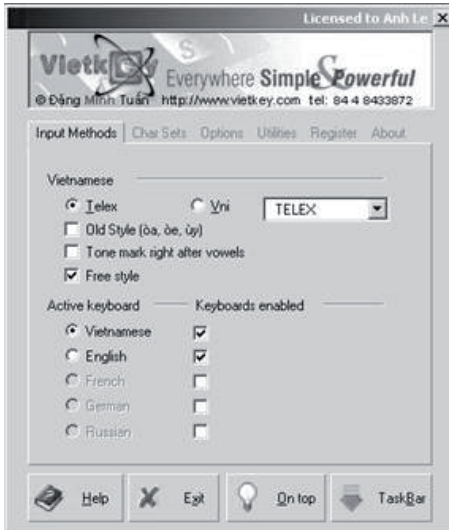 Licensed to Anh Le
Vietkey
Everywhere Simple & Powerful
© Đặng Minh Tuấn http://www.vietkey.com tel: 84 4 8433872
Input Methods Char Sets Options Utilities Register About
Vietnamese
Telex Vni TELEX
Old Style (òa, òe, ùy)
Tone mark right after vowels
Free style
Active keyboard Keyboards enabled
Vietnamese
English
French
German
Russian
Help Exit On top TaskBar